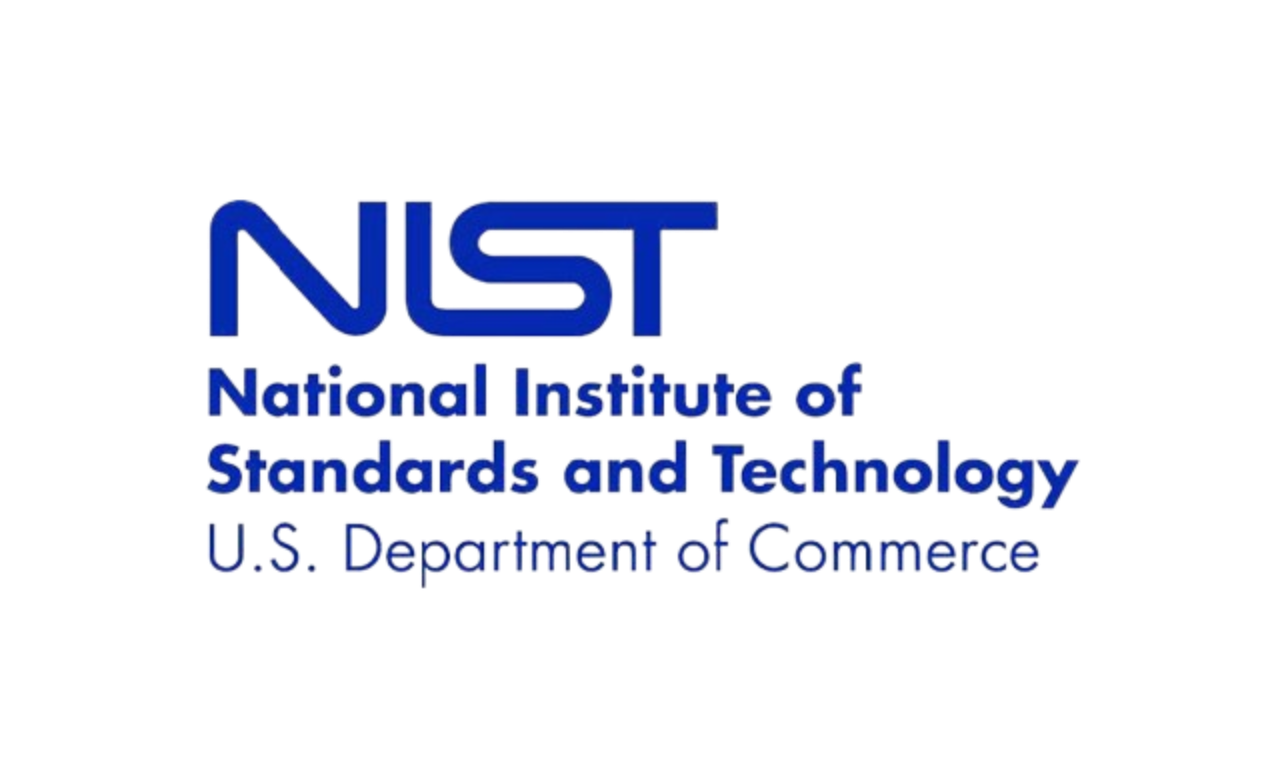 NIST
National Institute of
Standards and Technology
U.S. Department of Commerce